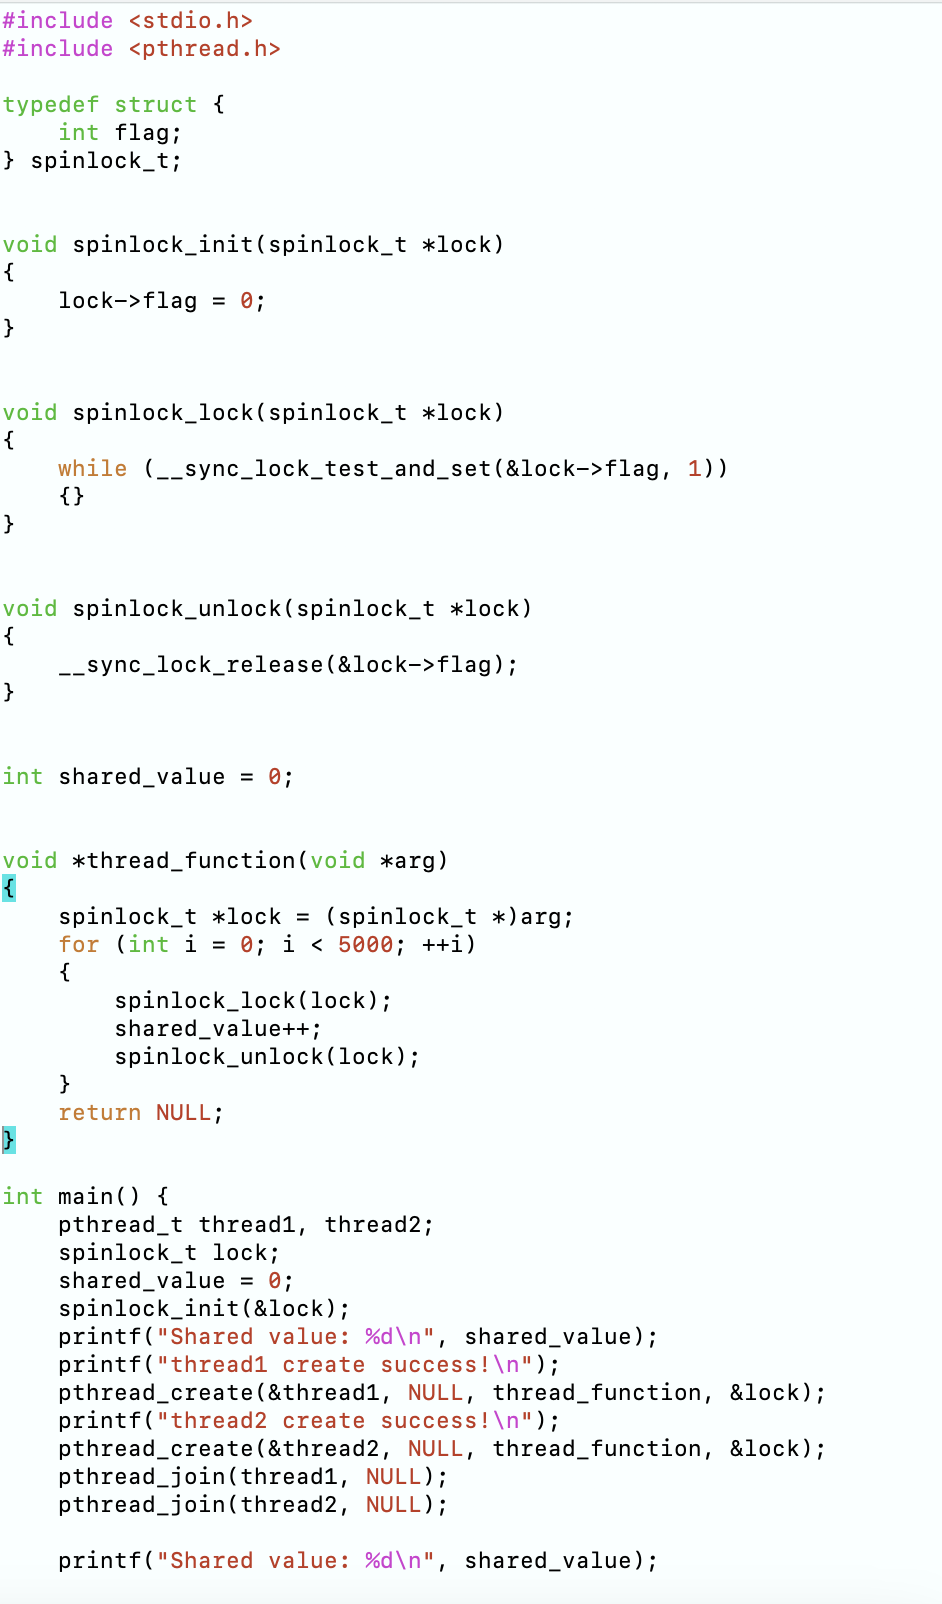 #include <stdio.h>
#include <pthread.h>

typedef struct {
    int flag;
} spinlock_t;


void spinlock_init(spinlock_t *lock)
{
    lock->flag = 0;
}


void spinlock_lock(spinlock_t *lock)
{
    while (__sync_lock_test_and_set(&lock->flag, 1))
    {}
}


void spinlock_unlock(spinlock_t *lock)
{
    __sync_lock_release(&lock->flag);
}


int shared_value = 0;


void *thread_function(void *arg)
{
    spinlock_t *lock = (spinlock_t *)arg;
    for (int i = 0; i < 5000; ++i)
    {
        spinlock_lock(lock);
        shared_value++;
        spinlock_unlock(lock);
    }
    return NULL;
}

int main() {
    pthread_t thread1, thread2;
    spinlock_t lock;
    shared_value = 0;
    spinlock_init(&lock);
    printf("Shared value: %d\n", shared_value);
    printf("thread1 create success!\n");
    pthread_create(&thread1, NULL, thread_function, &lock);
    printf("thread2 create success!\n");
    pthread_create(&thread2, NULL, thread_function, &lock);
    pthread_join(thread1, NULL);
    pthread_join(thread2, NULL);

    printf("Shared value: %d\n", shared_value);